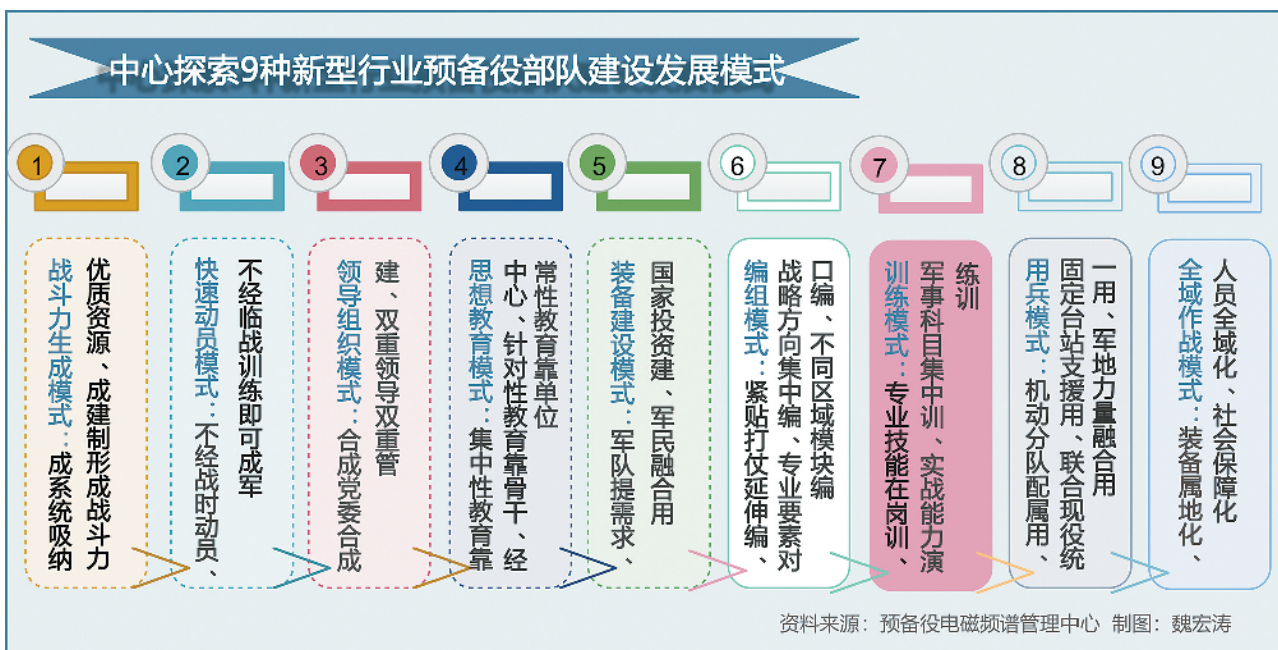 中心探索9种新型行业预备役部队建设发展模式
1
战斗力生成模式：成系统吸纳
优质资源、成建制形成战斗力
2
快速动员模式：不经战时动员、
不经临战训练即可成军
3
领导组织模式：合成党委合成
建、双重领导双重管
4
思想教育模式：集中性教育靠
中心、针对性教育靠骨干、经
常性教育靠单位
5
装备建设模式：军队提需求、
国家投资建、军民融合用
6
编组模式：紧贴打仗延伸编、
战略方向集中编、专业要素对
口编、不同区域模块编
7
训练模式：专业技能在岗训、
军事科目集中训、实战能力演
练训
8
用兵模式：机动分队配属用、
固定台站支援用、联合现役统
一用、军地力量融合用
9
全域作战模式：装备属地化、
人员全域化、社会保障化
资料来源：预备役电磁频谱管理中心 制图：魏宏涛